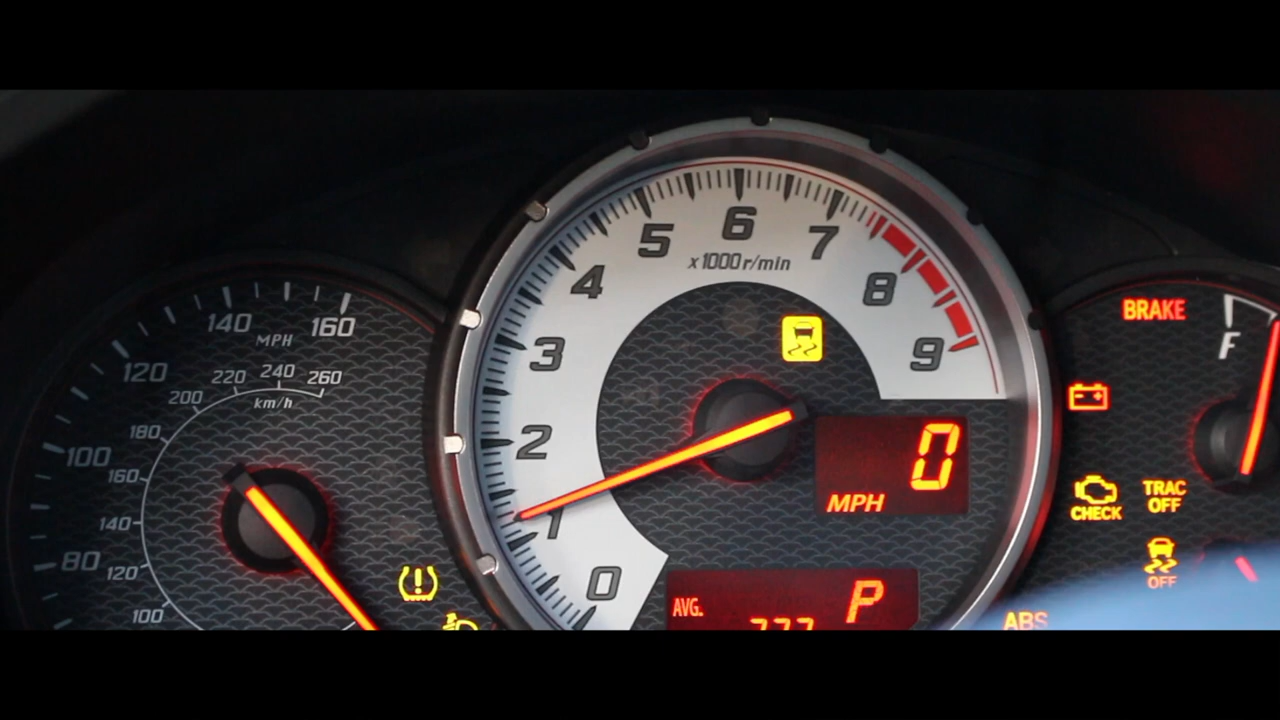 140 160
MPH
120
220 240 260
200 km/h
180
100 160
140
80 120
100
5 6 7
x1000r/min
4 8
3 9
2
1
0
0
MPH
AVG. P
BRAKE
F
CHECK
TRAC
OFF
OFF
ABS